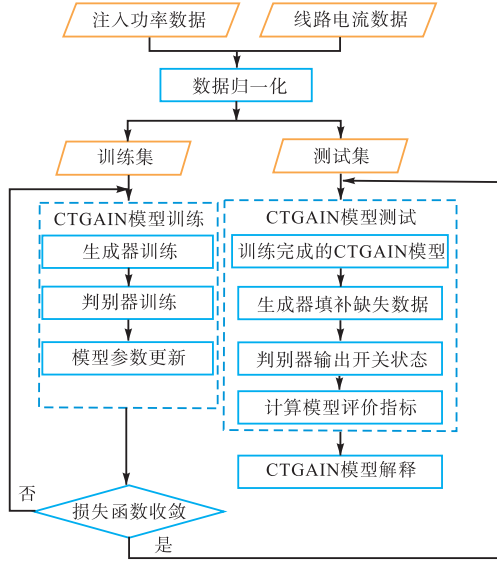 注入功率数据
线路电流数据
数据归一化
训练集
测试集
CTGAIN模型训练
生成器训练
判别器训练
模型参数更新
CTGAIN模型测试
训练完成的CTGAIN模型
生成器填补缺失数据
判别器输出开关状态
计算模型评价指标
CTGAIN模型解释
否
损失函数收敛
是